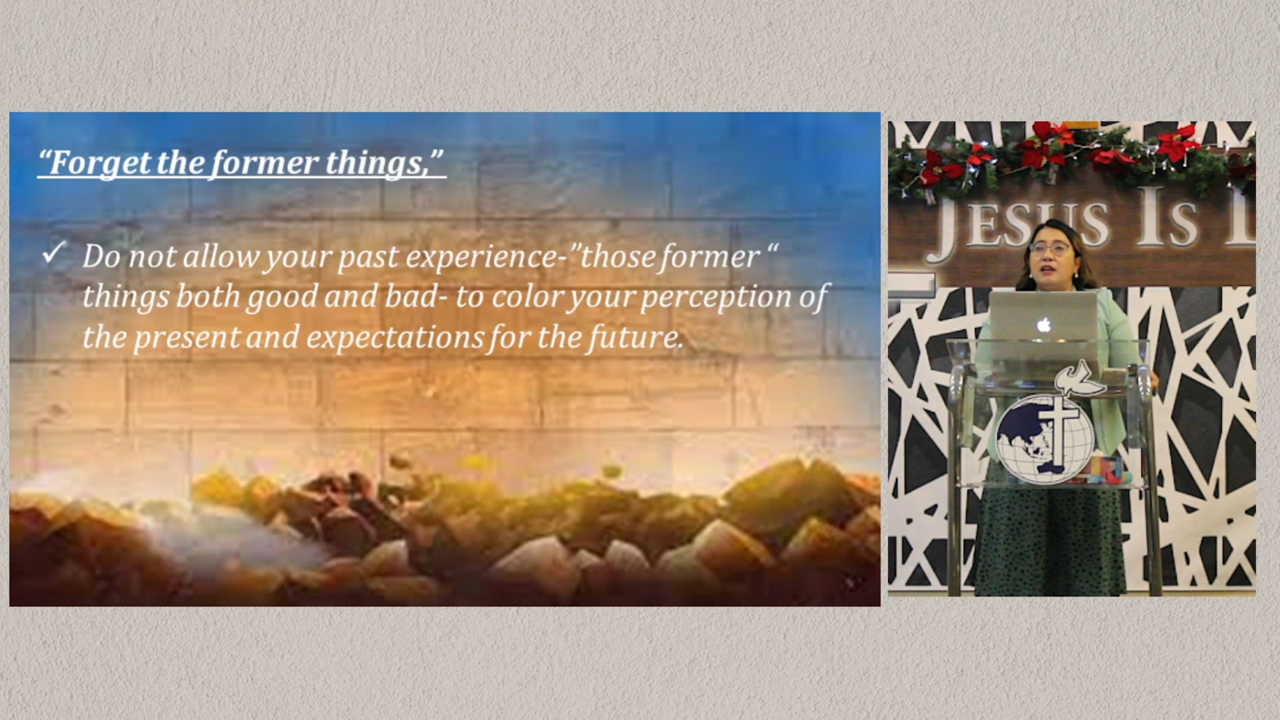 “Forget the former things,”
✓ Do not allow your past experience-”those former “
things both good and bad- to color your perception of
the present and expectations for the future.
JESUS IS L